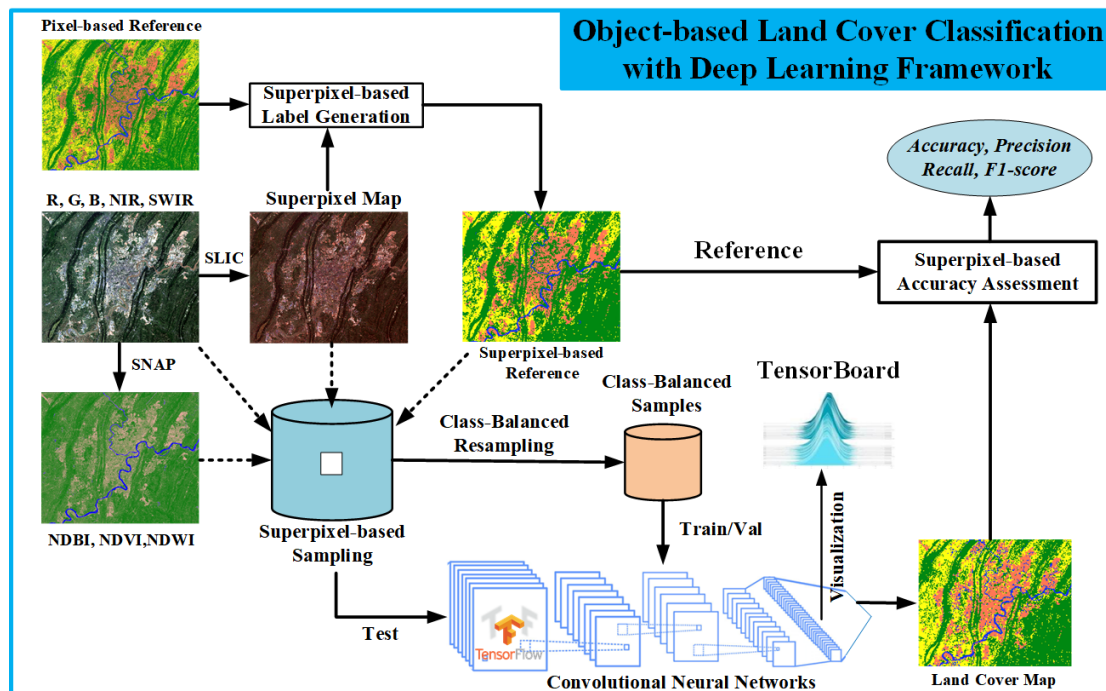 Object-based Land Cover Classification
with Deep Learning Framework
Pixel-based Reference
Superpixel-based
Label Generation
Accuracy, Precision
Recall, F1-score
R, G, B, NIR, SWIR
Superpixel Map
SLIC
Reference
Superpixel-based
Accuracy Assessment
SNAP
Superpixel-based
Reference
TensorBoard
Class-Balanced
Samples
Class-Balanced
Resampling
NDBI, NDVI,NDWI
Superpixel-based
Sampling
Train/Val
Visualization
Test
TensorFlow
Convolutional Neural Networks
Land Cover Map